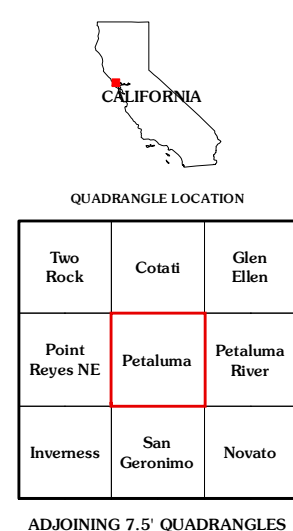 CALIFORNIA
QUADRANGLE LOCATION
Two
Rock
Cotati
Glen
Ellen
Point
Reyes NE
Petaluma
Petaluma
River
Inverness
San
Geronimo
Novato
ADJOINING 7.5' QUADRANGLES